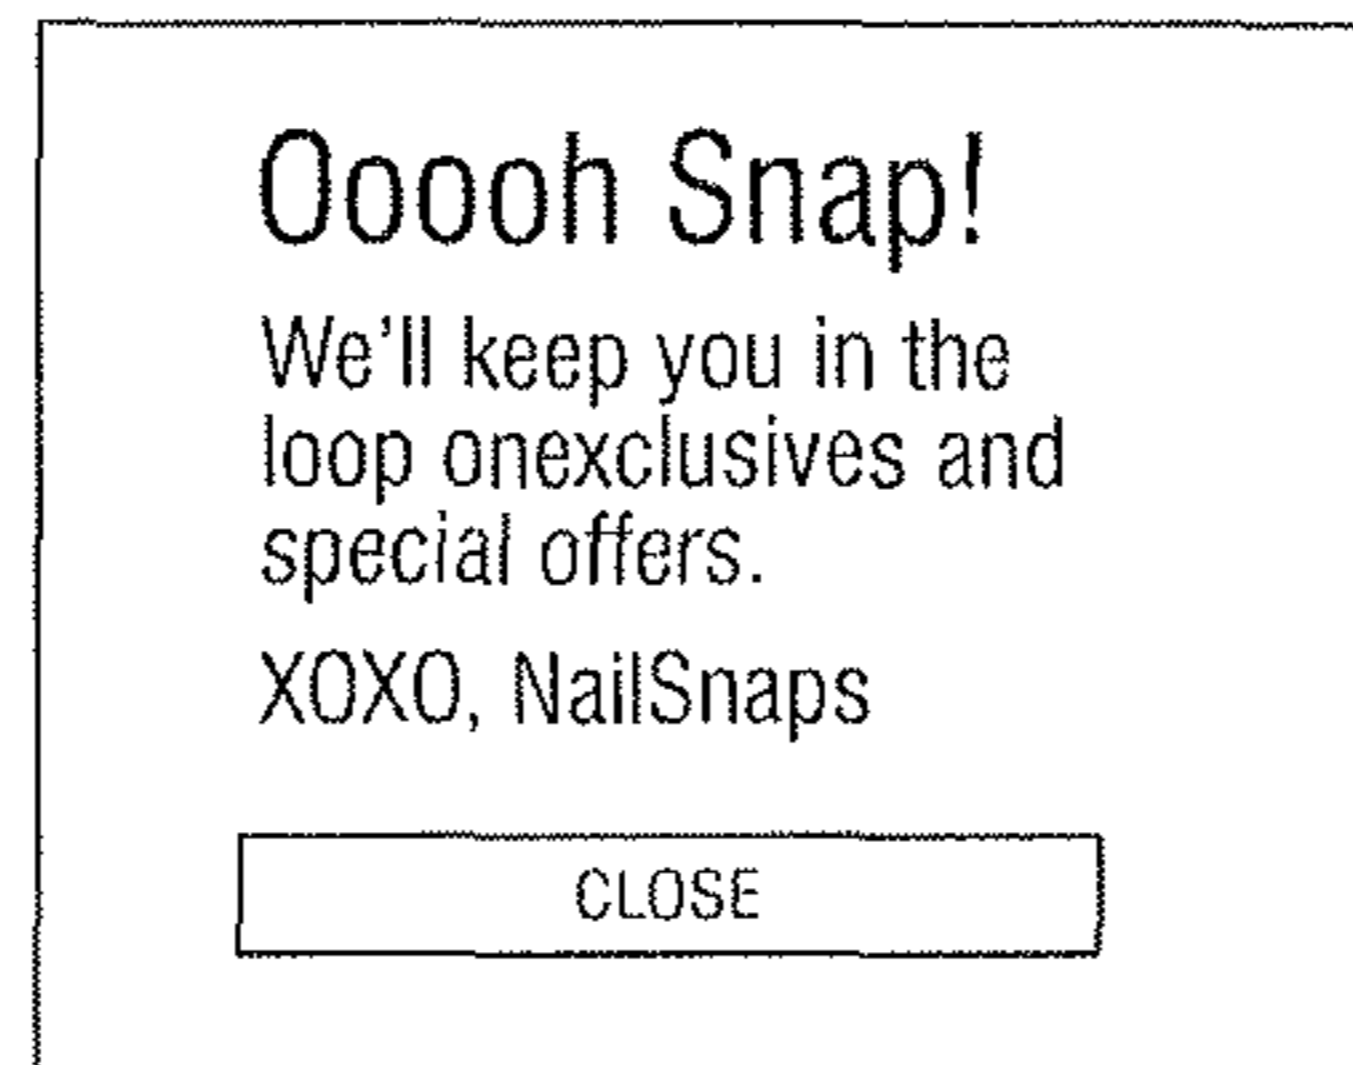 Ooooh Snap!
We'll keep you in the
loop onexclusives and
special offers.
XOXO, NailSnaps
CLOSE